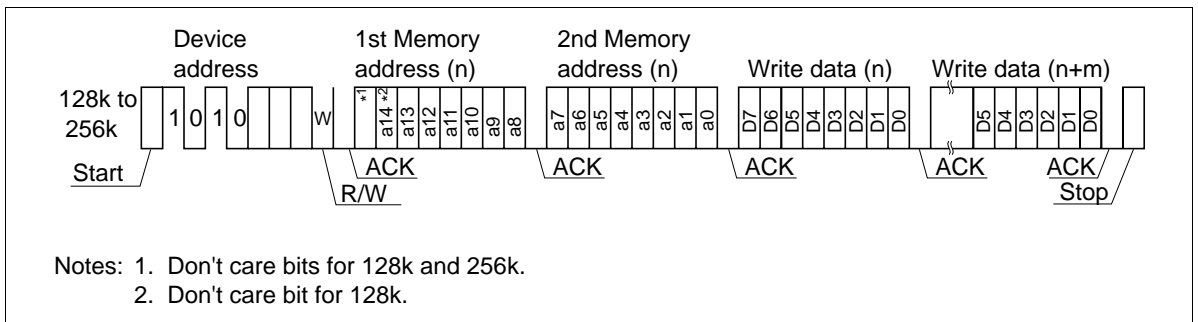 Device address
1st Memory address (n)
2nd Memory address (n)
Write data (n)
Write data (n+m)
128k to 256k
1 0 1 0 W
*1 a14 *2 a13 a12 a11 a10 a9 a8
a7 a6 a5 a4 a3 a2 a1 a0
D7 D6 D5 D4 D3 D2 D1 D0
D5 D4 D3 D2 D1 D0
Start
R/W
ACK
ACK
ACK
ACK
ACK
Stop
Notes: 1. Don't care bits for 128k and 256k.
2. Don't care bit for 128k.